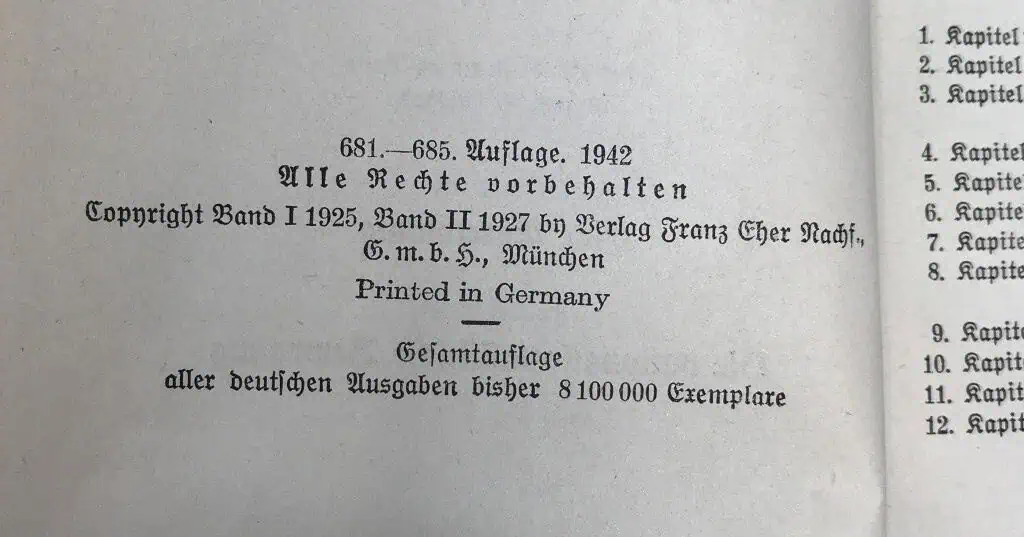 681.—685. Auflage. 1942
Alle Rechte vorbehalten
Copyright Band I 1925, Band II 1927 by Verlag Franz Eher Nachf.,
G. m. b. H., München
Printed in Germany
Gesamtauflage
aller deutschen Ausgaben bisher 8 100 000 Exemplare
1. Kapitel
2. Kapitel
3. Kapitel
4. Kapitel
5. Kapitel
6. Kapitel
7. Kapite
8. Kapite
9. Kapite
10. Kapite
11. Kapit
12. Kapit